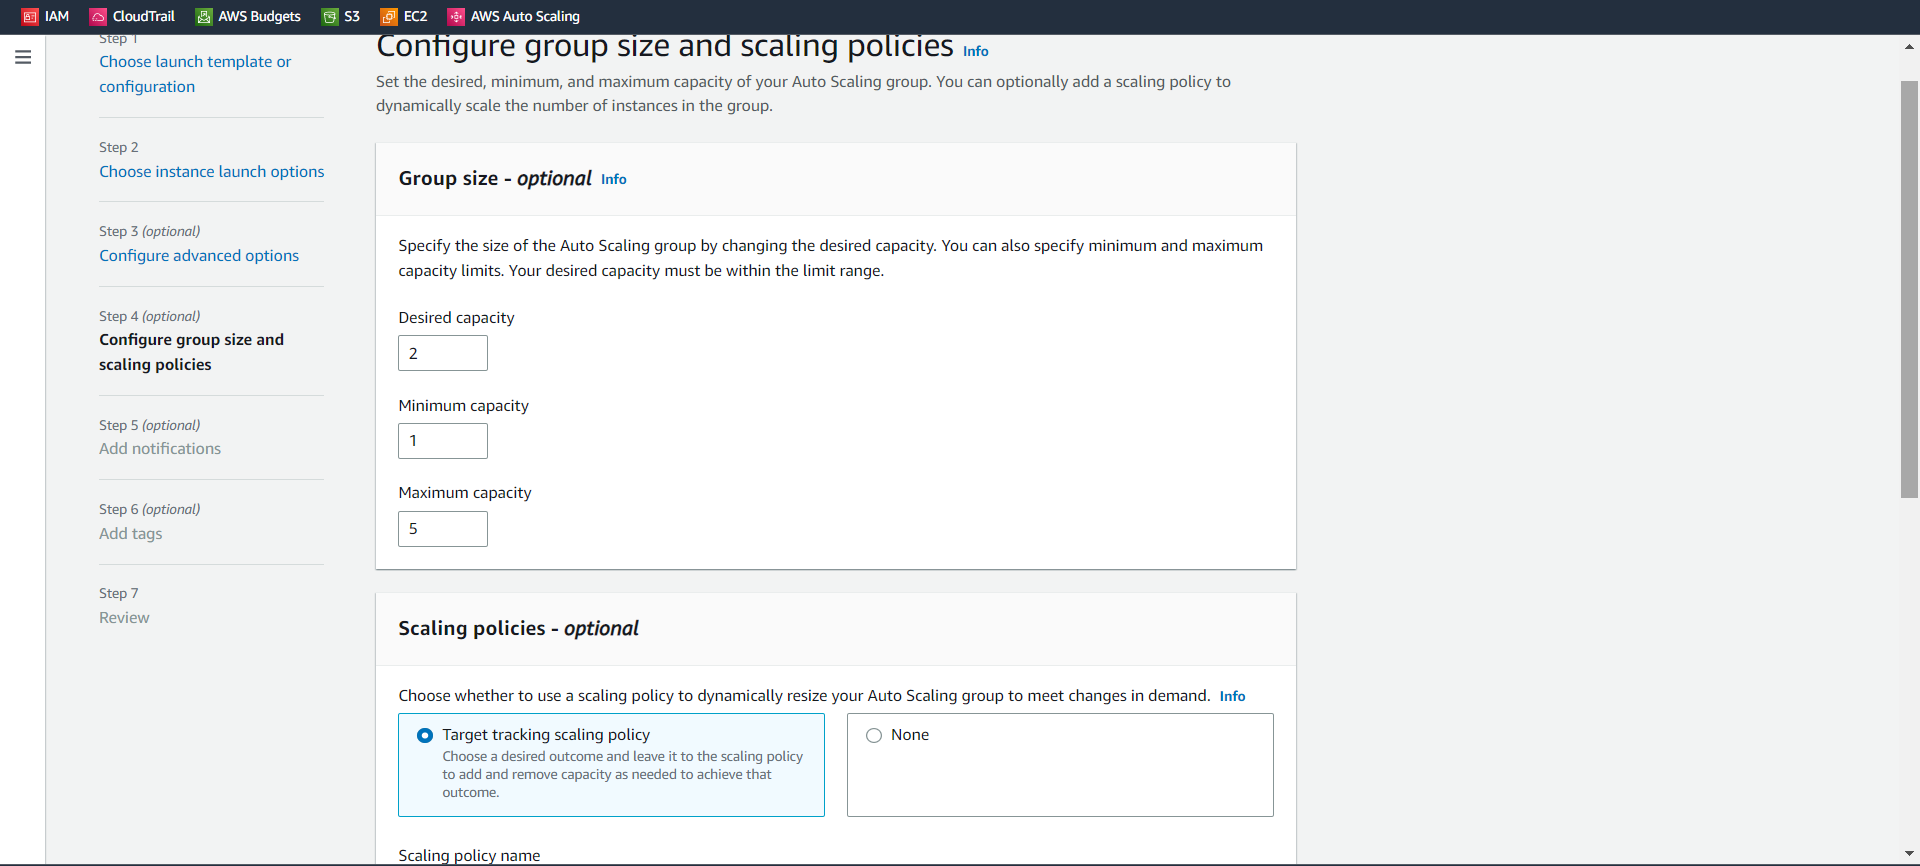 IAM CloudTrail AWS Budgets S3 EC2 AWS Auto Scaling
Step 1
Choose launch template or
configuration
Step 2
Choose instance launch options
Step 3 (optional)
Configure advanced options
Step 4 (optional)
Configure group size and
scaling policies
Step 5 (optional)
Add notifications
Step 6 (optional)
Add tags
Step 7
Review
Configure group size and scaling policies Info
Set the desired, minimum, and maximum capacity of your Auto Scaling group. You can optionally add a scaling policy to
dynamically scale the number of instances in the group.
Group size - optional Info
Specify the size of the Auto Scaling group by changing the desired capacity. You can also specify minimum and maximum
capacity limits. Your desired capacity must be within the limit range.
Desired capacity
2
Minimum capacity
1
Maximum capacity
5
Scaling policies - optional
Choose whether to use a scaling policy to dynamically resize your Auto Scaling group to meet changes in demand. Info
Target tracking scaling policy
Choose a desired outcome and leave it to the scaling policy
to add and remove capacity as needed to achieve that
outcome.
None
Scaling policy name